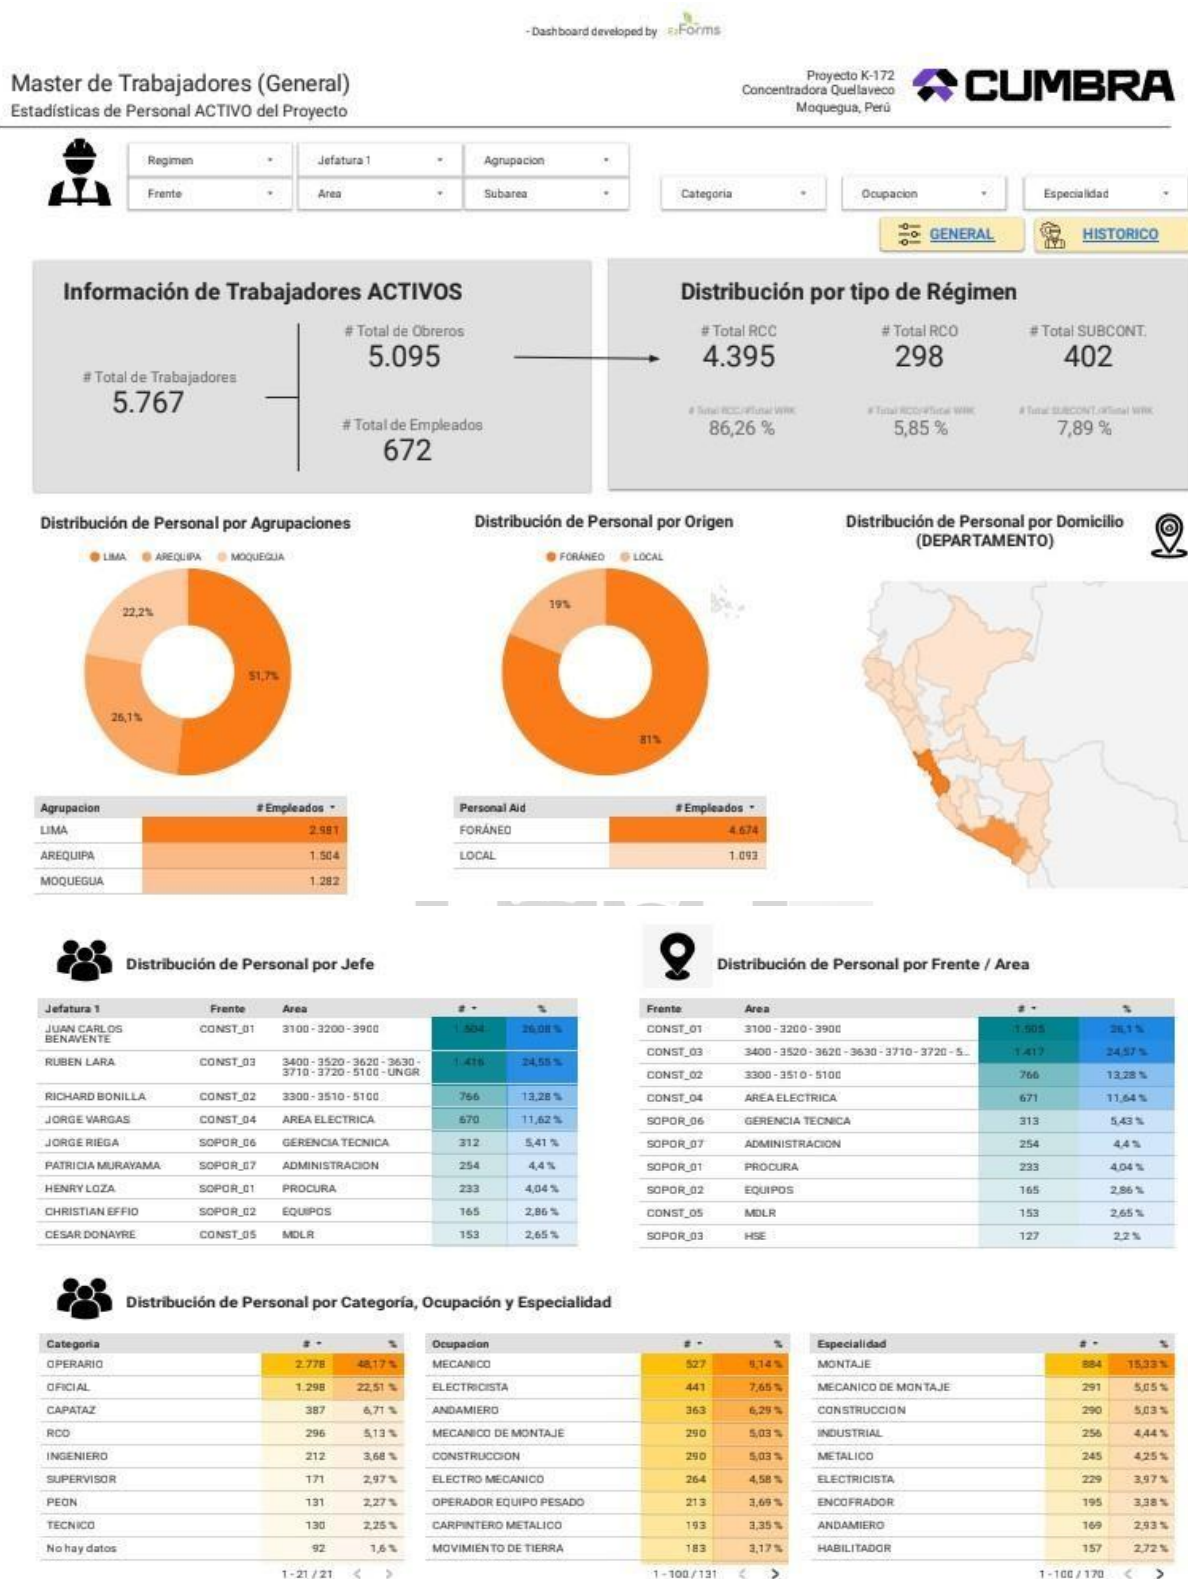 - Dashboard developed by EzForms
Master de Trabajadores (General)
Estadísticas de Personal ACTIVO del Proyecto
Proyecto K-172
Concentradora Quellaveco
Moquegua, Perú
CUMBRA
Regimen
Jefatura 1
Agrupacion
Frente
Area
Subarea
Categoria
Ocupacion
Especialidad
GENERAL
HISTORICO
Información de Trabajadores ACTIVOS
# Total de Trabajadores
5.767
# Total de Obreros
5.095
# Total de Empleados
672
Distribución por tipo de Régimen
# Total RCC
4.395
# Total RCO
298
# Total SUBCONT.
402
# Total RCC/#Total WRK
86,26 %
# Total RCO/#Total WRK
5,85 %
# Total SUBCONT./#Total WRK
7,89 %
Distribución de Personal por Agrupaciones
LIMA AREQUIPA MOQUEGUA
22,2%
51,7%
26,1%
Agrupacion # Empleados
LIMA 2.981
AREQUIPA 1.504
MOQUEGUA 1.282
Distribución de Personal por Origen
FORÁNEO LOCAL
19%
81%
Personal Aid # Empleados
FORÁNEO 4.674
LOCAL 1.093
Distribución de Personal por Domicilio
(DEPARTAMENTO)
Distribución de Personal por Jefe
Jefatura 1 Frente Area # %
JUAN CARLOS CONST_01 3100 - 3200 - 3900 1.504 26,08 %
BENAVENTE
RUBEN LARA CONST_03 3400 - 3520 - 3620 - 3630 - 1.416 24,55 %
3710 - 3720 - 5100 - UNGR
RICHARD BONILLA CONST_02 3300 - 3510 - 5100 766 13,28 %
JORGE VARGAS CONST_04 AREA ELECTRICA 670 11,62 %
JORGE RIEGA SOPOR_06 GERENCIA TECNICA 312 5,41 %
PATRICIA MURAYAMA SOPOR_07 ADMINISTRACION 254 4,4 %
HENRY LOZA SOPOR_01 PROCURA 233 4,04 %
CHRISTIAN EFFIO SOPOR_02 EQUIPOS 165 2,86 %
CESAR DONAYRE CONST_05 MDLR 153 2,65 %
Distribución de Personal por Frente / Area
Frente Area # %
CONST_01 3100 - 3200 - 3900 1.505 26,1 %
CONST_03 3400 - 3520 - 3620 - 3630 - 3710 - 3720 - 5... 1.417 24,57 %
CONST_02 3300 - 3510 - 5100 766 13,28 %
CONST_04 AREA ELECTRICA 671 11,64 %
SOPOR_06 GERENCIA TECNICA 313 5,43 %
SOPOR_07 ADMINISTRACION 254 4,4 %
SOPOR_01 PROCURA 233 4,04 %
SOPOR_02 EQUIPOS 165 2,86 %
CONST_05 MDLR 153 2,65 %
SOPOR_03 HSE 127 2,2 %
Distribución de Personal por Categoría, Ocupación y Especialidad
Categoria # %
OPERARIO 2.778 48,17 %
OFICIAL 1.298 22,51 %
CAPATAZ 387 6,71 %
RCO 296 5,13 %
INGENIERO 212 3,68 %
SUPERVISOR 171 2,97 %
PEON 131 2,27 %
TECNICO 130 2,25 %
No hay datos 92 1,6 %
1 - 21 / 21
Ocupacion # %
MECANICO 527 9,14 %
ELECTRICISTA 441 7,65 %
ANDAMIERO 363 6,29 %
MECANICO DE MONTAJE 290 5,03 %
CONSTRUCCION 290 5,03 %
ELECTRO MECANICO 264 4,58 %
OPERADOR EQUIPO PESADO 213 3,69 %
CARPINTERO METALICO 193 3,35 %
MOVIMIENTO DE TIERRA 183 3,17 %
1 - 100 / 131
Especialidad # %
MONTAJE 884 15,33 %
MECANICO DE MONTAJE 291 5,05 %
CONSTRUCCION 290 5,03 %
INDUSTRIAL 256 4,44 %
METALICO 245 4,25 %
ELECTRICISTA 229 3,97 %
ENCOFRADOR 195 3,38 %
ANDAMIERO 169 2,93 %
HABILITADOR 157 2,72 %
1 - 100 / 170